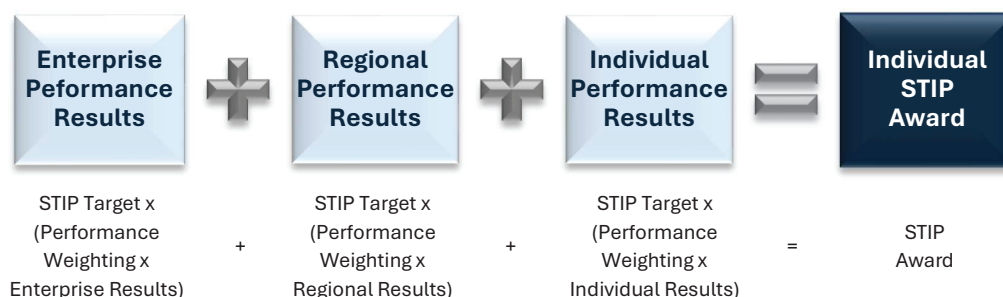 Enterprise
Peformance
Results
Regional
Performance
Results
Individual
Performance
Results
Individual
STIP
Award
STIP Target x
(Performance
Weighting x
Enterprise Results)
+
STIP Target x
(Performance
Weighting x
Regional Results)
+
STIP Target x
(Performance
Weighting x
Individual Results)
=
STIP
Award